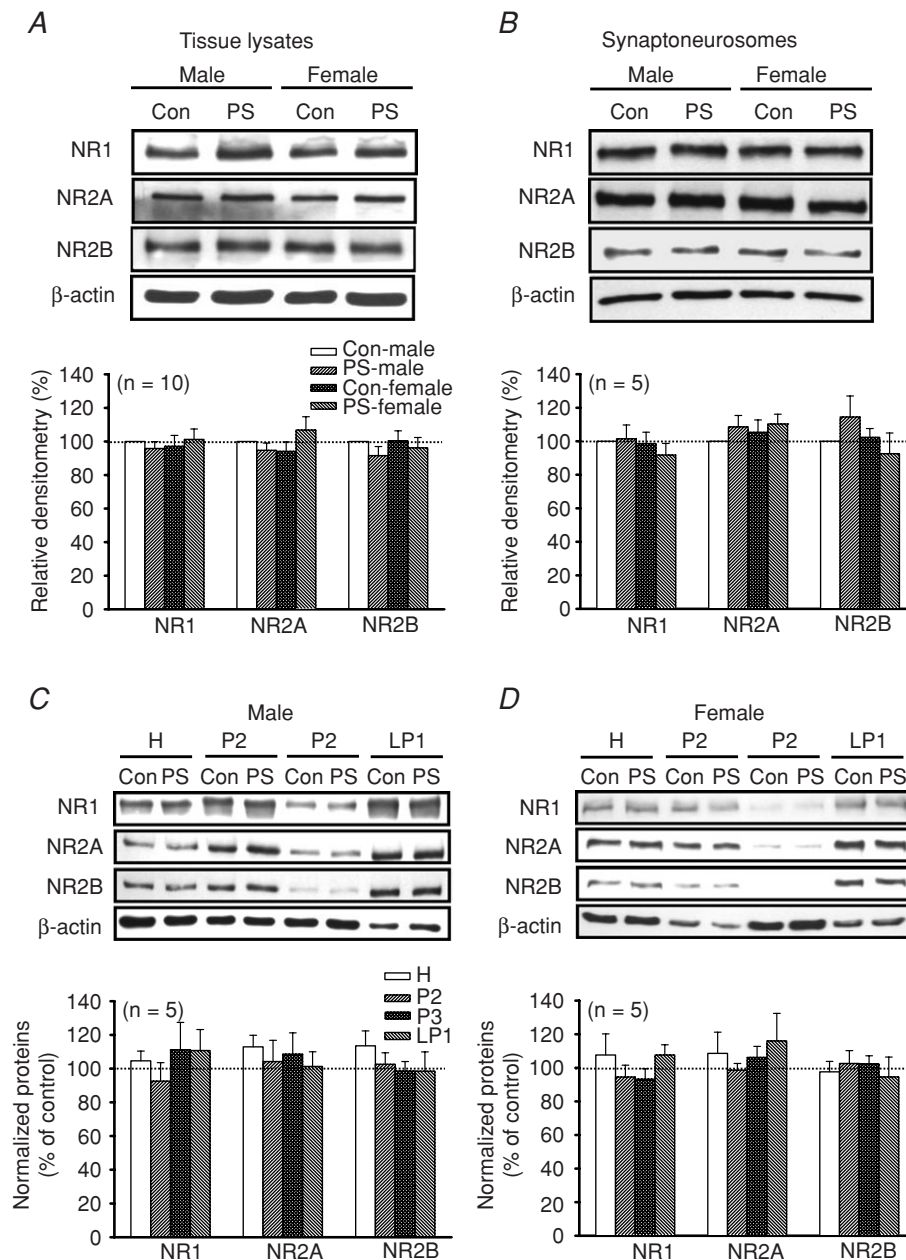 A
Tissue lysates
Male Female
Con PS Con PS
NR1
NR2A
NR2B
β-actin
Con-male
PS-male
Con-female
PS-female
Relative densitometry (%)
140
120
100
80
60
40
20
0
(n = 10)
NR1 NR2A NR2B
B
Synaptoneurosomes
Male Female
Con PS Con PS
NR1
NR2A
NR2B
β-actin
Relative densitometry (%)
140
120
100
80
60
40
20
0
(n = 5)
NR1 NR2A NR2B
C
Male
H P2 P2 LP1
Con PS Con PS Con PS Con PS
NR1
NR2A
NR2B
β-actin
H
P2
P3
LP1
Normalized proteins
(% of control)
140
120
100
80
60
40
20
0
(n = 5)
NR1 NR2A NR2B
D
Female
H P2 P2 LP1
Con PS Con PS Con PS Con PS
NR1
NR2A
NR2B
β-actin
Normalized proteins
(% of control)
140
120
100
80
60
40
20
0
(n = 5)
NR1 NR2A NR2B